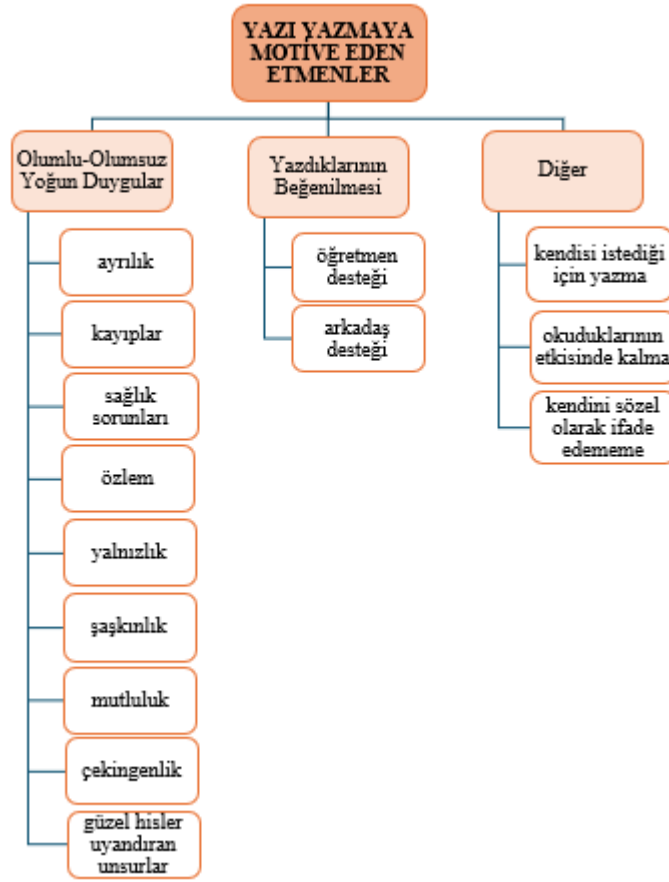 YAZI YAZMAYA
MOTİVE EDEN
ETMENLER
Olumlu-Olumsuz
Yoğun Duygular
ayrılık
kayıplar
sağlık
sorunları
özlem
yalnızlık
şaşkınlık
mutluluk
çekingenlik
güzel hisler
uyandıran
unsurlar
Yazdıklarının
Beğenilmesi
öğretmen
desteği
arkadaş
desteği
Diğer
kendisi istediği
için yazma
okuduklarının
etkisinde kalma
kendini sözel
olarak ifade
edememe